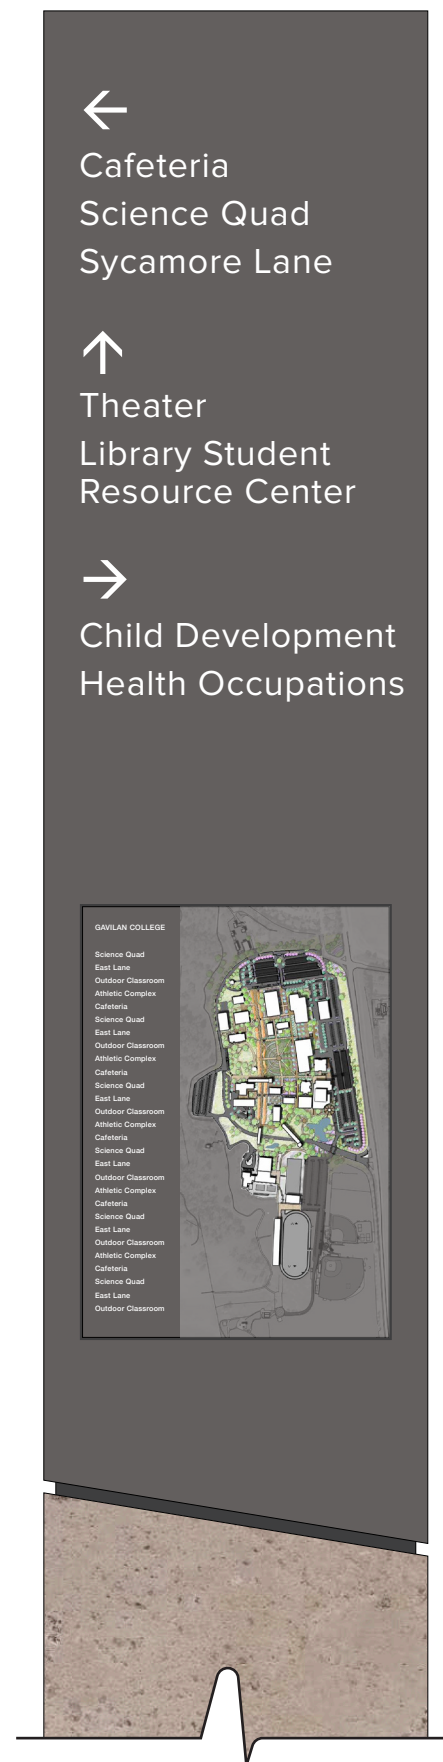 ←
Cafeteria
Science Quad
Sycamore Lane
↑
Theater
Library Student
Resource Center
→
Child Development
Health Occupations
GAVILAN COLLEGE
Science Quad
East Lane
Outdoor Classroom
Athletic Complex
Cafeteria
Science Quad
East Lane
Outdoor Classroom
Athletic Complex
Cafeteria
Science Quad
East Lane
Outdoor Classroom
Athletic Complex
Cafeteria
Science Quad
East Lane
Outdoor Classroom
Athletic Complex
Cafeteria
Science Quad
East Lane
Outdoor Classroom
Athletic Complex
Cafeteria
Science Quad
East Lane
Outdoor Classroom